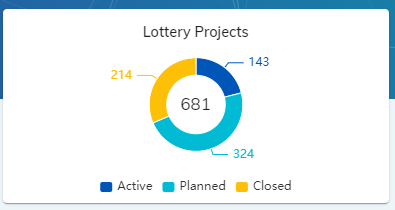 Lottery Projects
214
143
681
324
Active Planned Closed